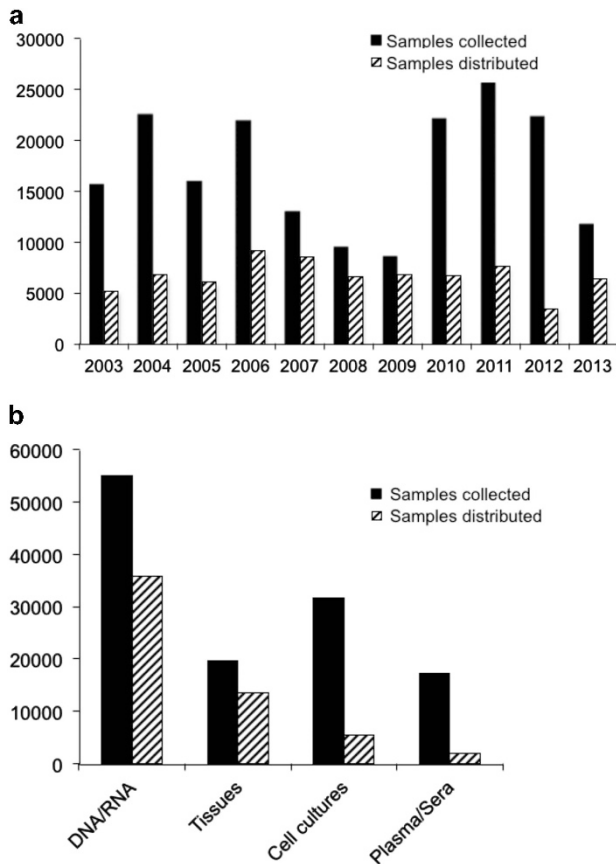 a
30000
Samples collected
Samples distributed
25000
20000
15000
10000
5000
0
2003 2004 2005 2006 2007 2008 2009 2010 2011 2012 2013
b
60000
Samples collected
Samples distributed
50000
40000
30000
20000
10000
0
DNA/RNA
Tissues
Cell cultures
Plasma/Sera